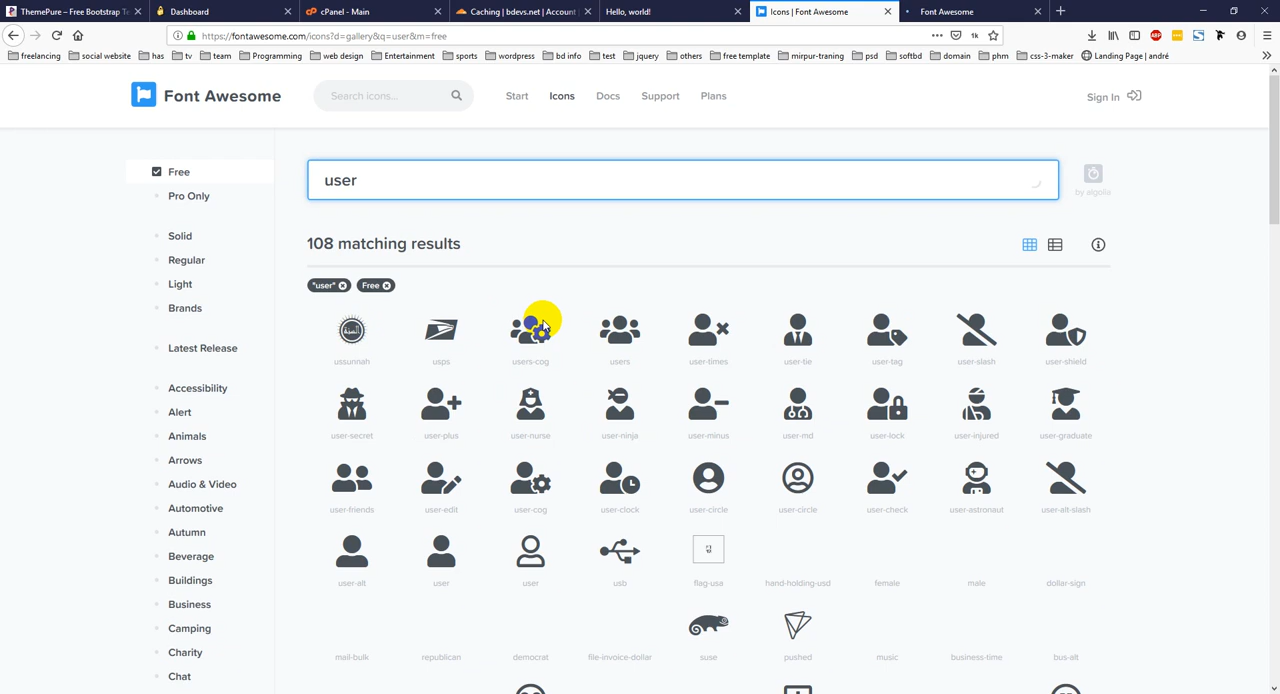 ThemePure – Free Bootstrap Te
Dashboard
cPanel - Main
Caching | bdevs.net | Account
Hello, world!
Icons | Font Awesome
Font Awesome
https://fontawesome.com/icons?d=gallery&q=user&m=free
1k
ABP
freelancing
social website
has
tv
team
Programming
web design
Entertainment
sports
wordpress
bd info
test
jquery
others
free template
mirpur-traning
psd
softbd
domain
phm
css-3-maker
Landing Page | andré
Font Awesome
Search icons...
Start
Icons
Docs
Support
Plans
Sign In
Free
Pro Only
Solid
Regular
Light
Brands
Latest Release
Accessibility
Alert
Animals
Arrows
Audio & Video
Automotive
Autumn
Beverage
Buildings
Business
Camping
Charity
Chat
user
by algolia
108 matching results
"user"
Free
ussunnah
usps
users-cog
users
user-times
user-tie
user-tag
user-slash
user-shield
user-secret
user-plus
user-nurse
user-ninja
user-minus
user-md
user-lock
user-injured
user-graduate
user-friends
user-edit
user-cog
user-clock
user-circle
user-circle
user-check
user-astronaut
user-alt-slash
user-alt
user
user
usb
flag-usa
hand-holding-usd
female
male
dollar-sign
mail-bulk
republican
democrat
file-invoice-dollar
suse
pushed
music
business-time
bus-alt